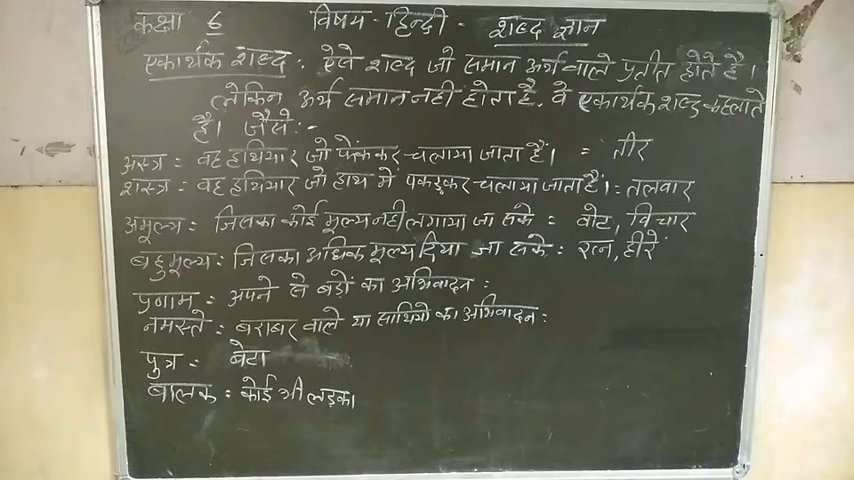 कक्षा 6 विषय - हिन्दी - शब्द ज्ञान
एकार्थक शब्द : ऐसे शब्द जो समान अर्थ वाले प्रतीत होते है।
लेकिन अर्थ समान नही होता है, वे एकार्थक शब्द कहलाते
है। जैसे :-
अस्त्र = वह हथियार जो फेंककर चलाया जाता हैं। = तीर
शस्त्र = वह हथियार जो हाथ में पकड़कर चलाया जाता हैं। = तलवार
अमूल्य = जिसका कोई मूल्य नही लगाया जा सके = वोट, विचार
बहुमूल्य = जिसका अधिक मूल्य दिया जा सके = रत्न, हीरे
प्रणाम = अपने से बड़ों का अभिवादन :
नमस्ते = बराबर वाले या साथियो का अभिवादन :
पुत्र = बेटा
बालक = कोई भी लड़का